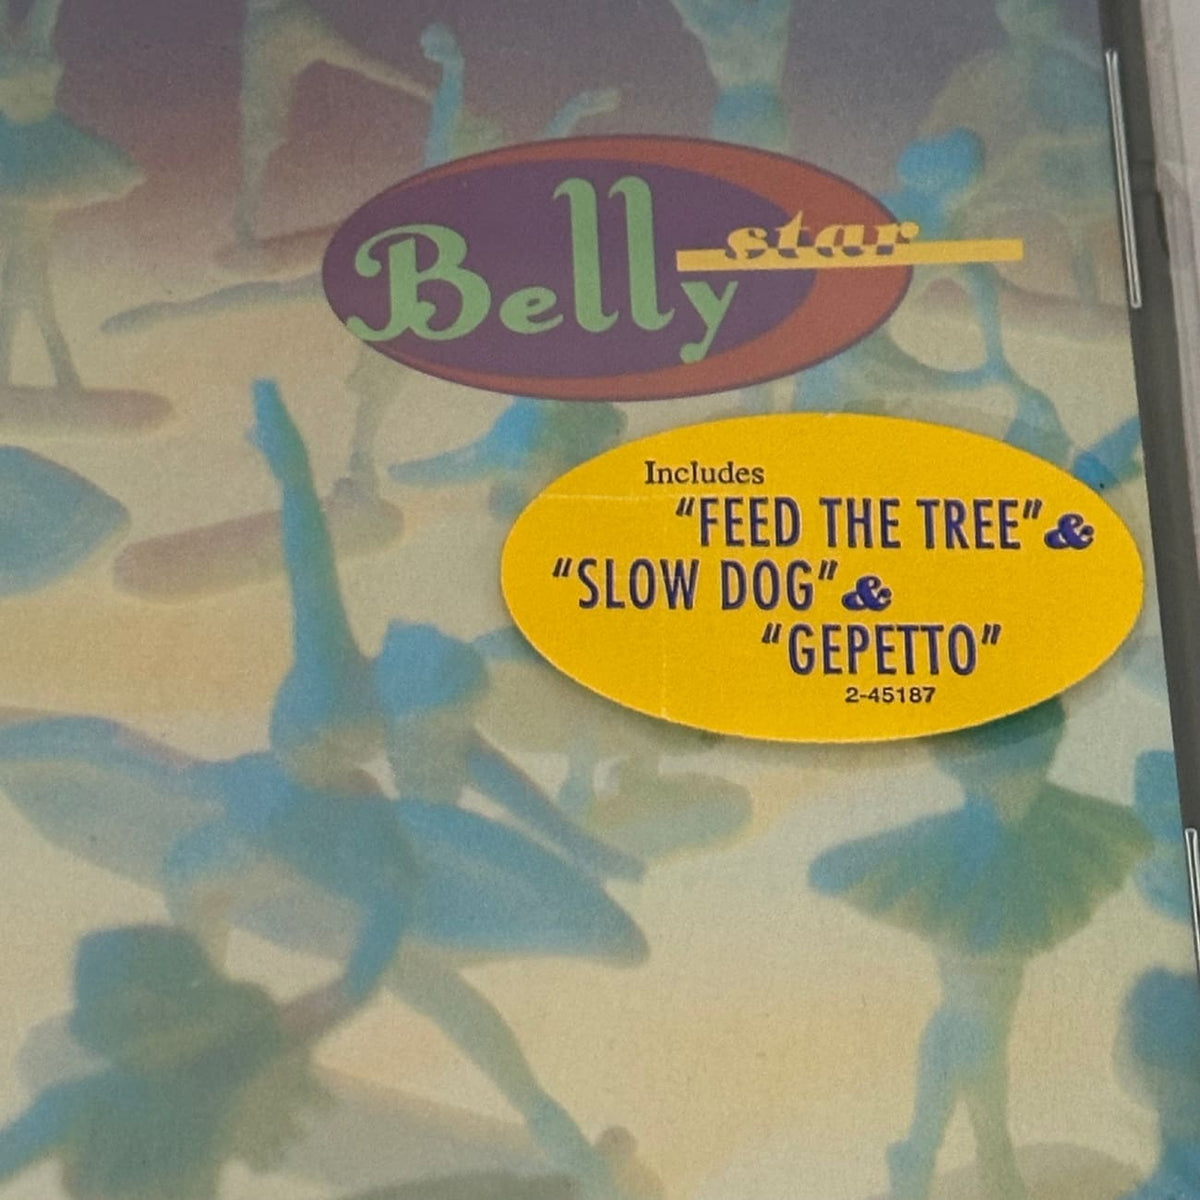 Belly star
Includes
"FEED THE TREE" &
"SLOW DOG" &
"GEPETTO"
2-45187